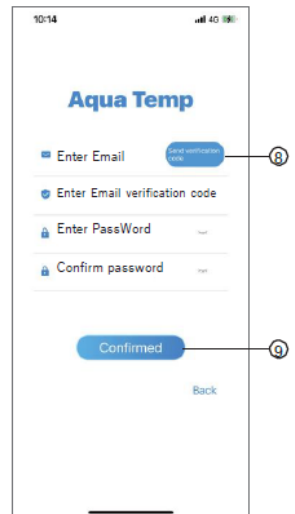 10:14
4G
Aqua Temp
Enter Email
Send verification
code
8
Enter Email verification code
Enter PassWord
Confirm password
Confirmed
9
Back